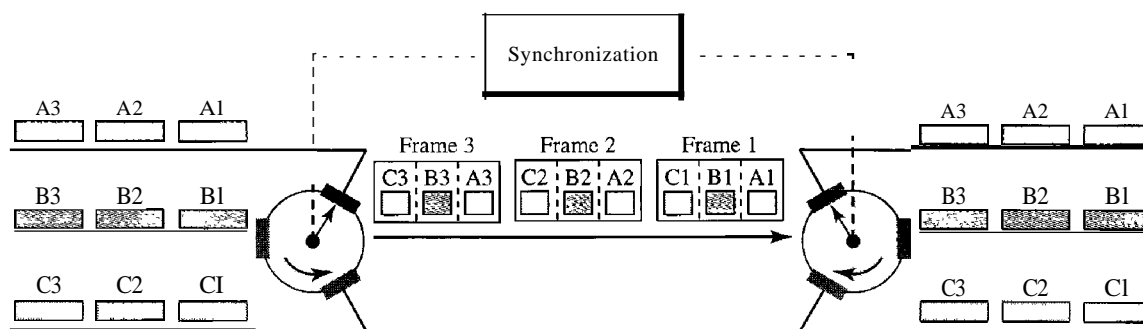 Synchronization
A3 A2 A1
A3 A2 A1
Frame 3 Frame 2 Frame 1
C3 B3 A3 C2 B2 A2 C1 B1 A1
B3 B2 B1
B3 B2 B1
C3 C2 CI
C3 C2 C1